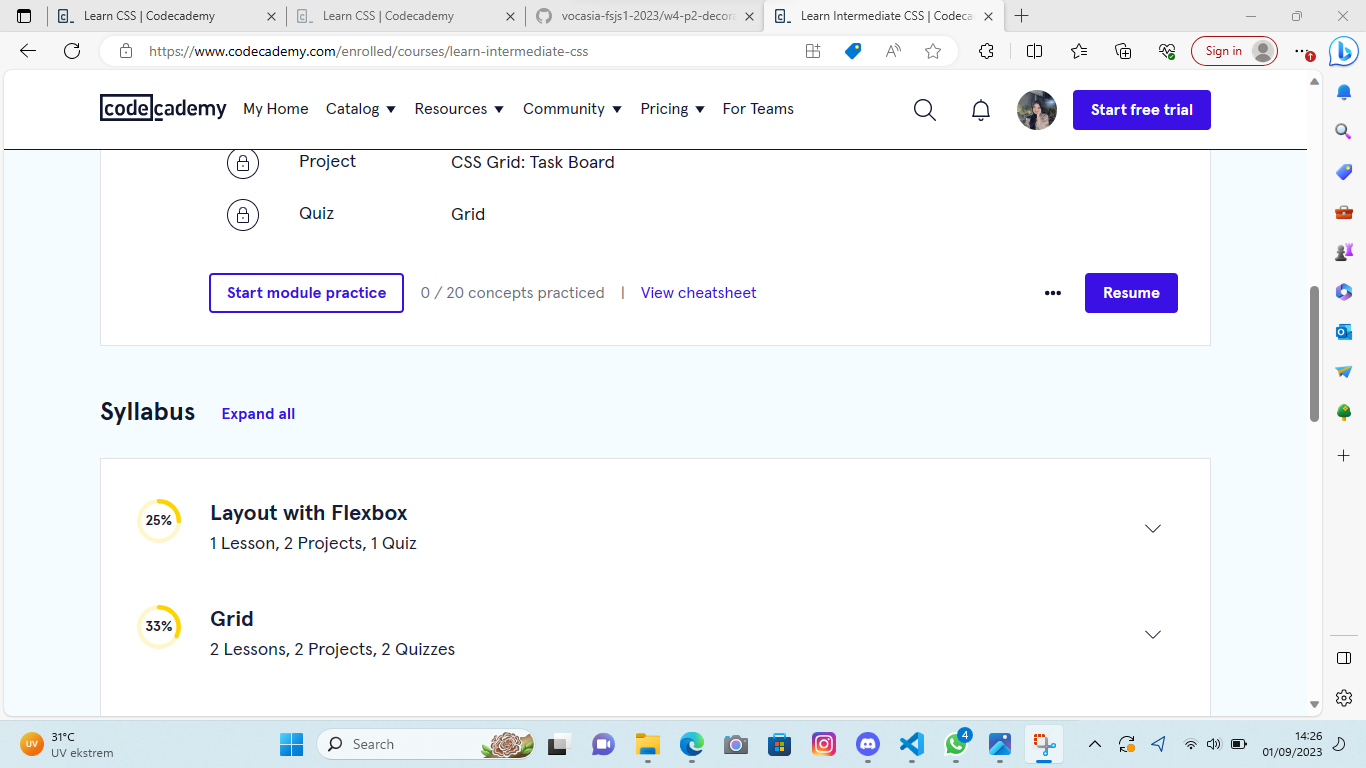 Learn CSS | Codecademy
Learn CSS | Codecademy
vocasia-fsjs1-2023/w4-p2-decore
Learn Intermediate CSS | Codeca
https://www.codecademy.com/enrolled/courses/learn-intermediate-css
Sign in
codecademy
My Home
Catalog
Resources
Community
Pricing
For Teams
Start free trial
Project
CSS Grid: Task Board
Quiz
Grid
Start module practice
0 / 20 concepts practiced
|
View cheatsheet
Resume
Syllabus
Expand all
25%
Layout with Flexbox
1 Lesson, 2 Projects, 1 Quiz
33%
Grid
2 Lessons, 2 Projects, 2 Quizzes
UV
31°C
UV ekstrem
Search
4
14:26
01/09/2023